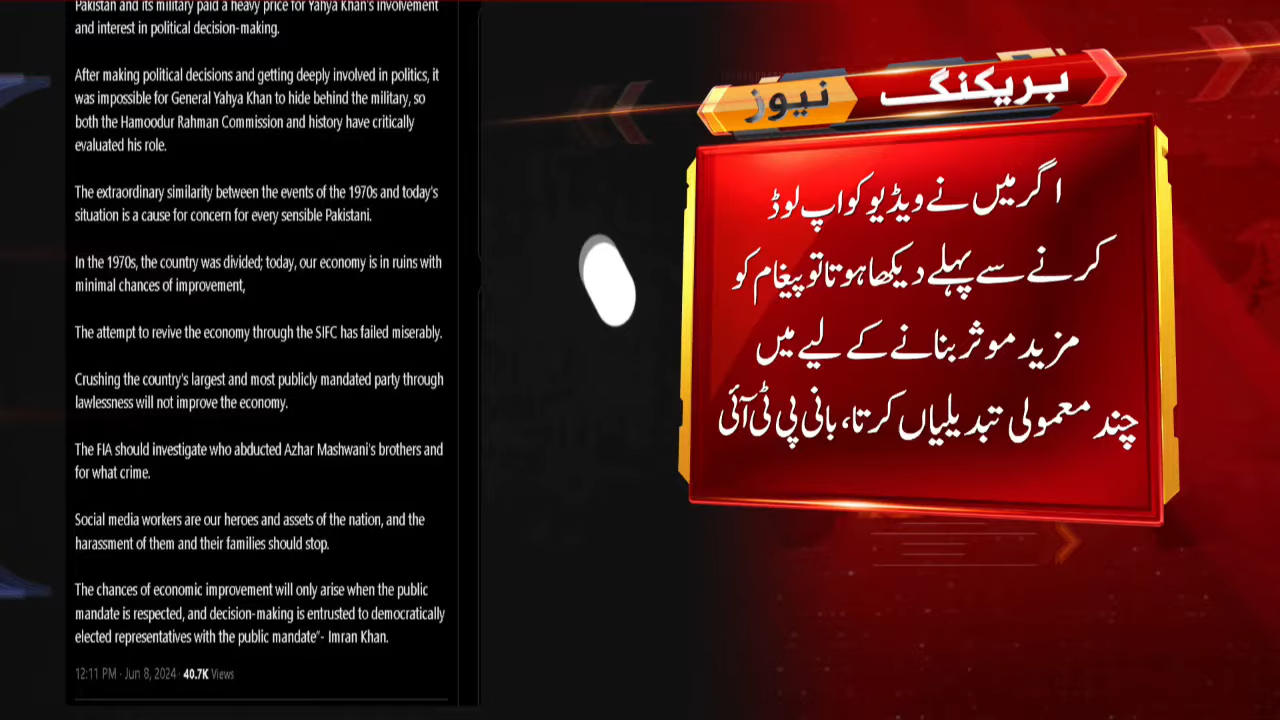 Pakistan and its military paid a heavy price for Yahya Khan's involvement
and interest in political decision-making.
After making political decisions and getting deeply involved in politics, it
was impossible for General Yahya Khan to hide behind the military, so
both the Hamoodur Rahman Commission and history have critically
evaluated his role.
The extraordinary similarity between the events of the 1970s and today's
situation is a cause for concern for every sensible Pakistani.
In the 1970s, the country was divided; today, our economy is in ruins with
minimal chances of improvement,
The attempt to revive the economy through the SIFC has failed miserably.
Crushing the country's largest and most publicly mandated party through
lawlessness will not improve the economy.
The FIA should investigate who abducted Azhar Mashwani's brothers and
for what crime.
Social media workers are our heroes and assets of the nation, and the
harassment of them and their families should stop.
The chances of economic improvement will only arise when the public
mandate is respected, and decision-making is entrusted to democratically
elected representatives with the public mandate"- Imran Khan.
12:11 PM · Jun 8, 2024 · 40.7K Views
بریکنگ نیوز
اگر میں نے ویڈیو کو اپ لوڈ
کرنے سے پہلے دیکھا ہوتا تو پیغام کو
مزید موثر بنانے کے لیے میں
چند معمولی تبدیلیاں کرتا، بانی پی ٹی آئی